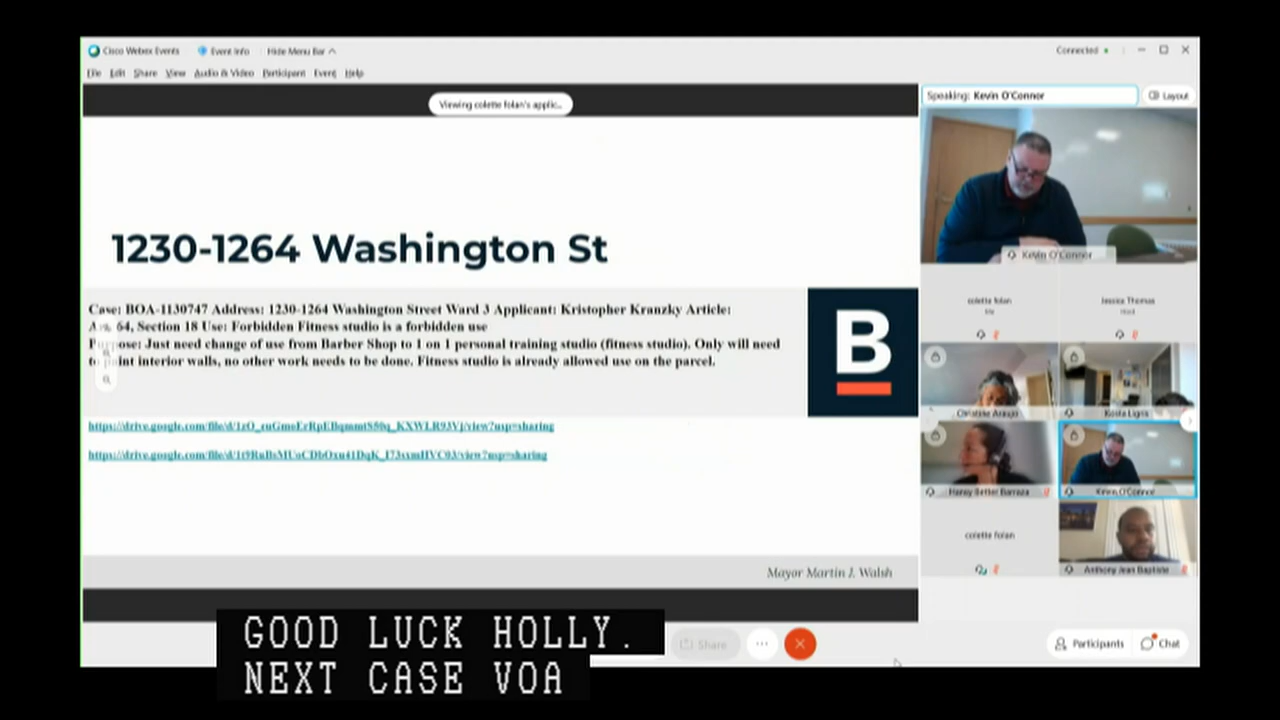 Cisco Webex Events Event Info Hide Menu Bar
Connected
File Edit Share View Audio & Video Participant Event Help
Viewing colette folan's applic...
Speaking: Kevin O'Connor
Layout
Kevin O'Connor
1230-1264 Washington St
Case: BOA-1130747 Address: 1230-1264 Washington Street Ward 3 Applicant: Kristopher Kranzky Article:
64, Section 18 Use: Forbidden Fitness studio is a forbidden use
Purpose: Just need change of use from Barber Shop to 1 on 1 personal training studio (fitness studio). Only will need
to paint interior walls, no other work needs to be done. Fitness studio is already allowed use on the parcel.
B
colette folan
Jessica Thomas
Host
Christine Araujo
Kosta Ligris
Hansy Better Barraza
Kevin O'Connor
colette folan
Anthony Jean Baptiste
Mayor Martin J. Walsh
Share
Participants
Chat
GOOD LUCK HOLLY.
NEXT CASE VOA